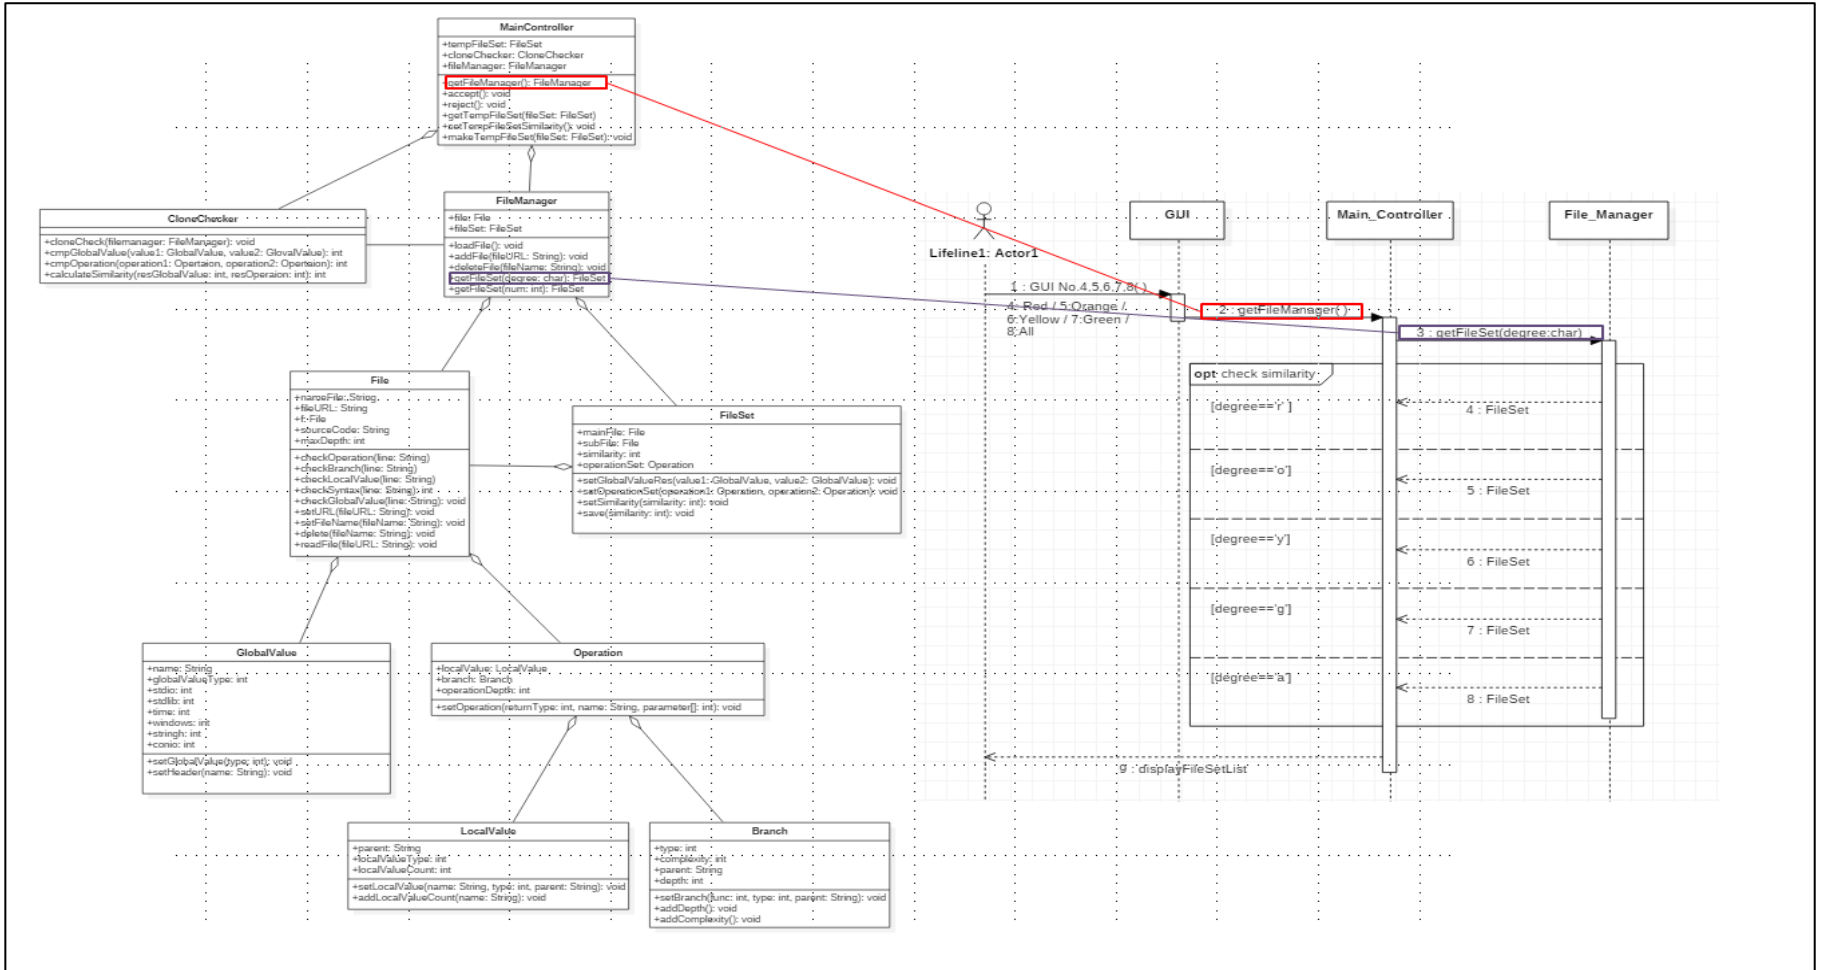 MainController
+tempFileSet: FileSet
+cloneChecker: CloneChecker
+fileManager: FileManager
+getFileManager(): FileManager
+accept(): void
+reject(): void
+getTempFileSet(fileSet: FileSet)
+setTempFileSetSimilarity(): void
+makeTempFileSet(fileSet: FileSet): void
CloneChecker
+cloneCheck(filemanager: FileManager): void
+cmpGlobalValue(value1: GlobalValue, value2: GlovalValue): int
+cmpOperation(operation1: Opertaion, operation2: Operteion): int
+calculateSimilarity(resGlobalValue: int, resOperaion: int): int
FileManager
+file: File
+fileSet: FileSet
+loadFile(): void
+addFile(fileURL: String): void
+deleteFile(fileName: String): void
+getFileSet(degree: char): FileSet
+getFileSet(num: int): FileSet
File
+nameFile: String
+fileURL: String
+f: File
+sourceCode: String
+maxDepth: int
+checkOperation(line: String)
+checkBranch(line: String)
+checkLocalValue(line: String)
+checkSyntax(line: String): int
+checkGlobalValue(line: String): void
+setURL(fileURL: String): void
+setFileName(fileName: String): void
+delete(fileName: String): void
+readFile(fileURL: String): void
FileSet
+mainFile: File
+subFile: File
+similarity: int
+operationSet: Operation
+setGlobalValueRes(value1: GlobalValue, value2: GlobalValue): void
+setOperationSet(operation1: Operation, operation2: Operation): void
+setSimilarity(similarity: int): void
+save(similarity: int): void
GlobalValue
+name: String
+globalValueType: int
+stdio: int
+stdlib: int
+time: int
+windows: int
+stringh: int
+conio: int
+setGlobalValue(type: int): void
+setHeader(name: String): void
Operation
+localValue: LocalValue
+branch: Branch
+operationDepth: int
+setOperation(returnType: int, name: String, parameter[]: int): void
LocalValue
+parent: String
+localValueType: int
+localValueCount: int
+setLocalValue(name: String, type: int, parent: String): void
+addLocalValueCount(name: String): void
Branch
+type: int
+complexity: int
+parent: String
+depth: int
+setBranch(func: int, type: int, parent: String): void
+addDepth(): void
+addComplexity(): void
Lifeline1: Actor1
GUI
Main_Controller
File_Manager
1 : GUI No.4,5,6,7,8( )
4: Red / 5:Orange /
6:Yellow / 7:Green /
8:All
2 : getFileManager( )
3 : getFileSet(degree:char)
opt check similarity
[degree=='r' ]
4 : FileSet
[degree=='o']
5 : FileSet
[degree=='y']
6 : FileSet
[degree=='g']
7 : FileSet
[degree=='a']
8 : FileSet
9 : displayFileSetList